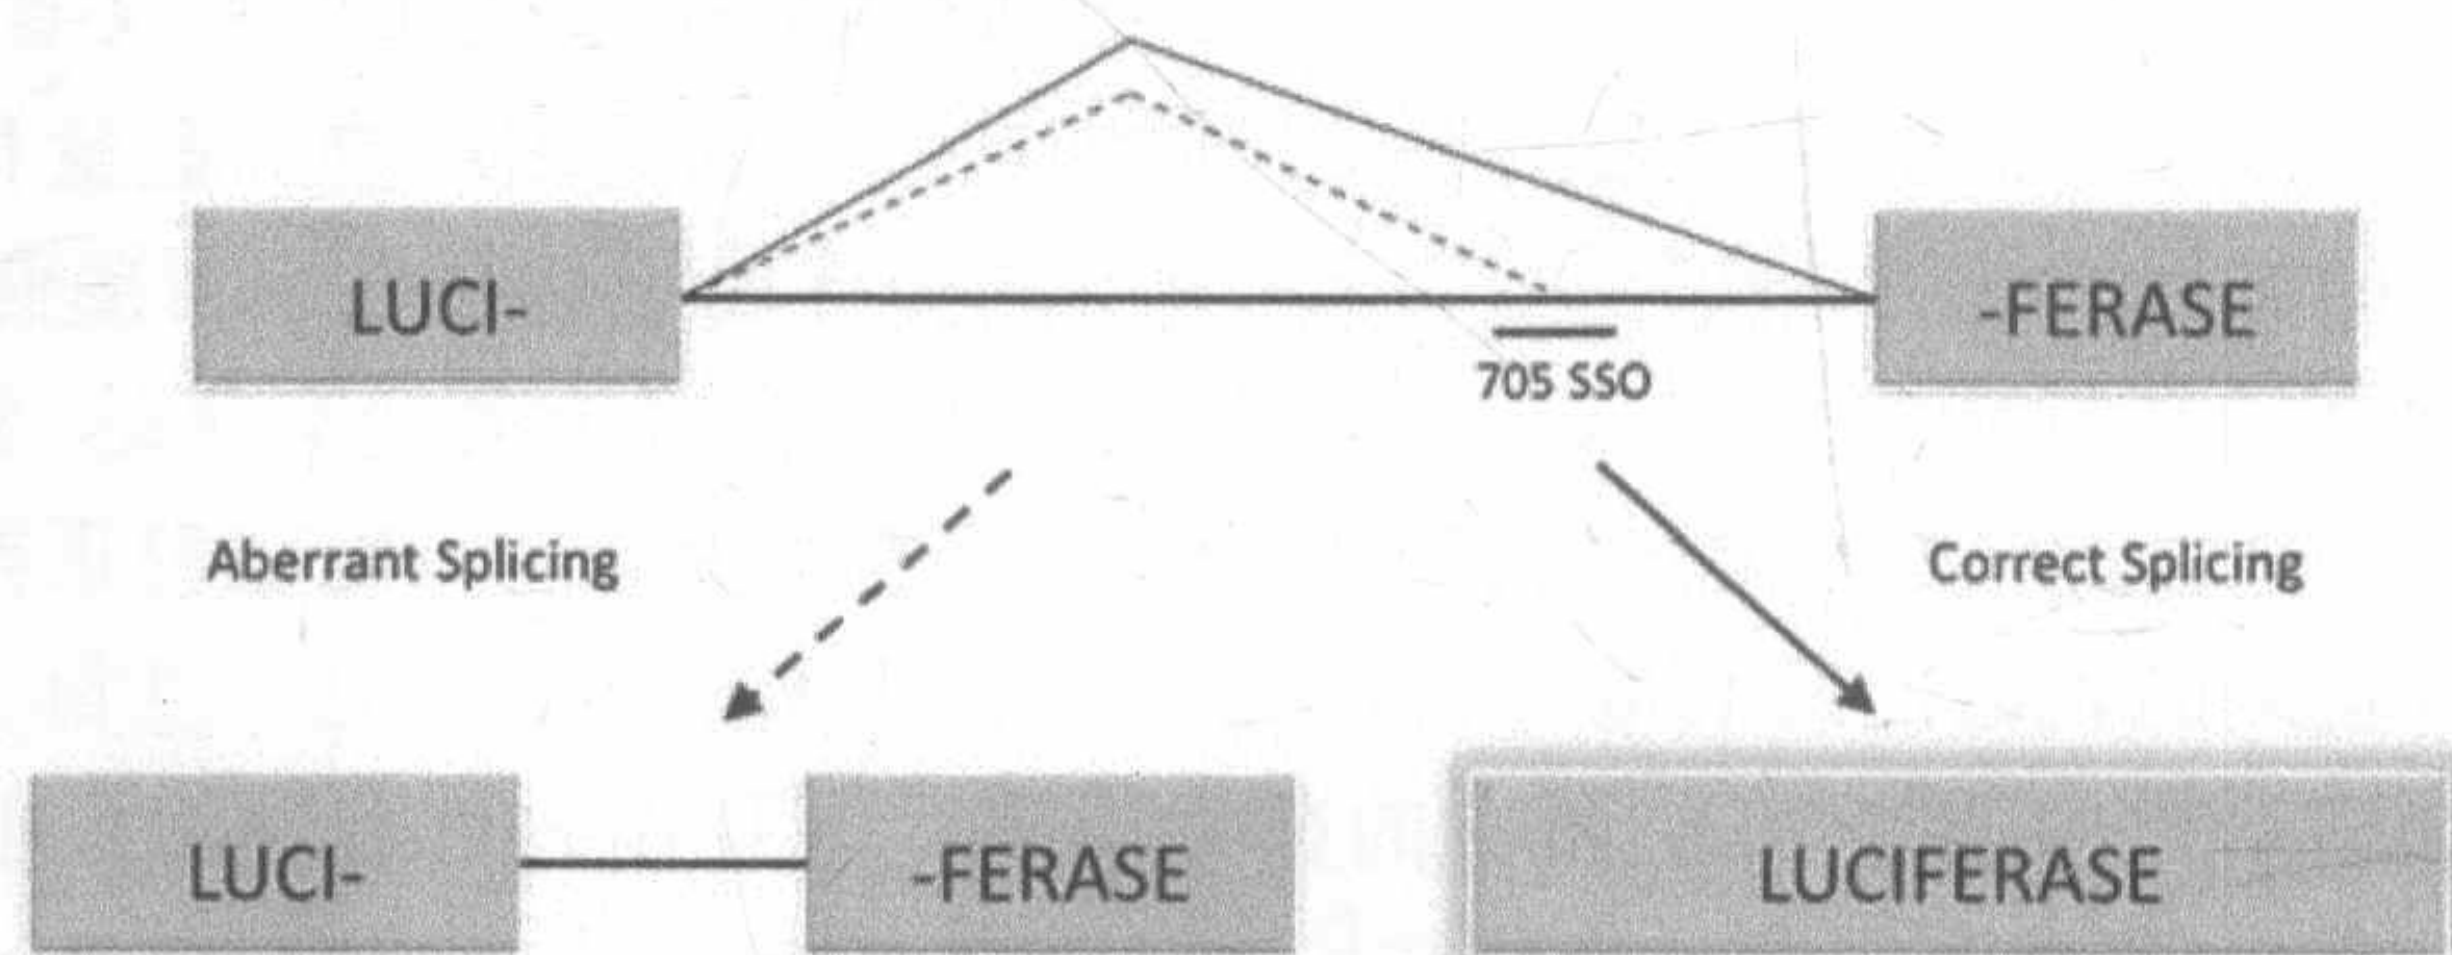 LUCI-
-FERASE
705 SSO
Aberrant Splicing
Correct Splicing
LUCI-
-FERASE
LUCIFERASE